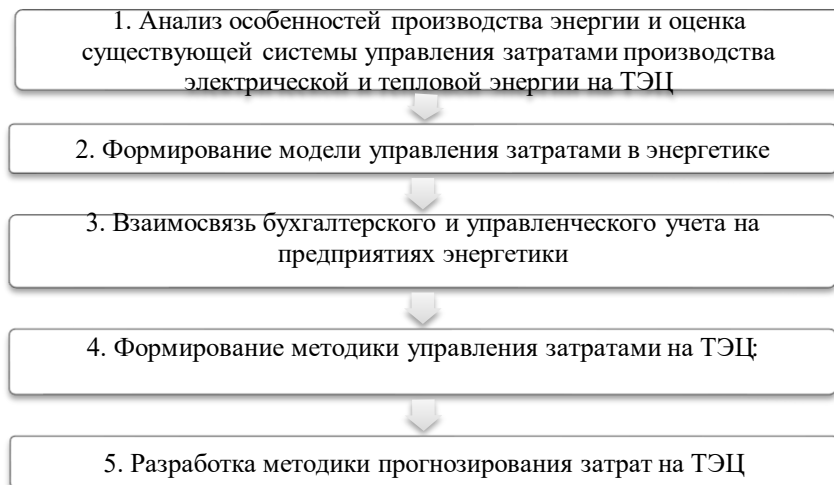 1. Анализ особенностей производства энергии и оценка
существующей системы управления затратами производства
электрической и тепловой энергии на ТЭЦ
2. Формирование модели управления затратами в энергетике
3. Взаимосвязь бухгалтерского и управленческого учета на
предприятиях энергетики
4. Формирование методики управления затратами на ТЭЦ:
5. Разработка методики прогнозирования затрат на ТЭЦ